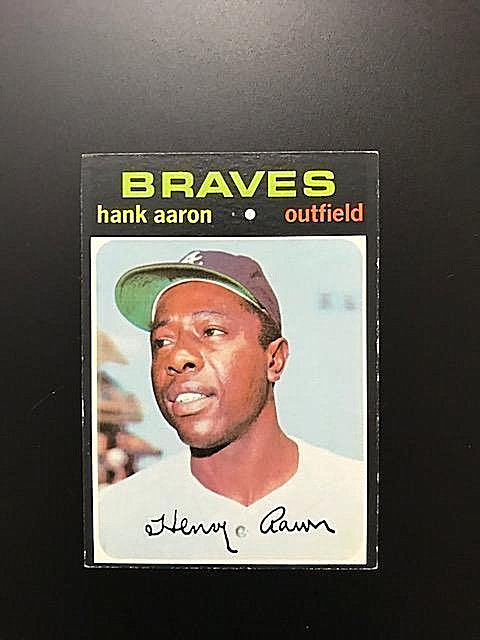 BRAVES
hank aaron • outfield
Henry Aaron